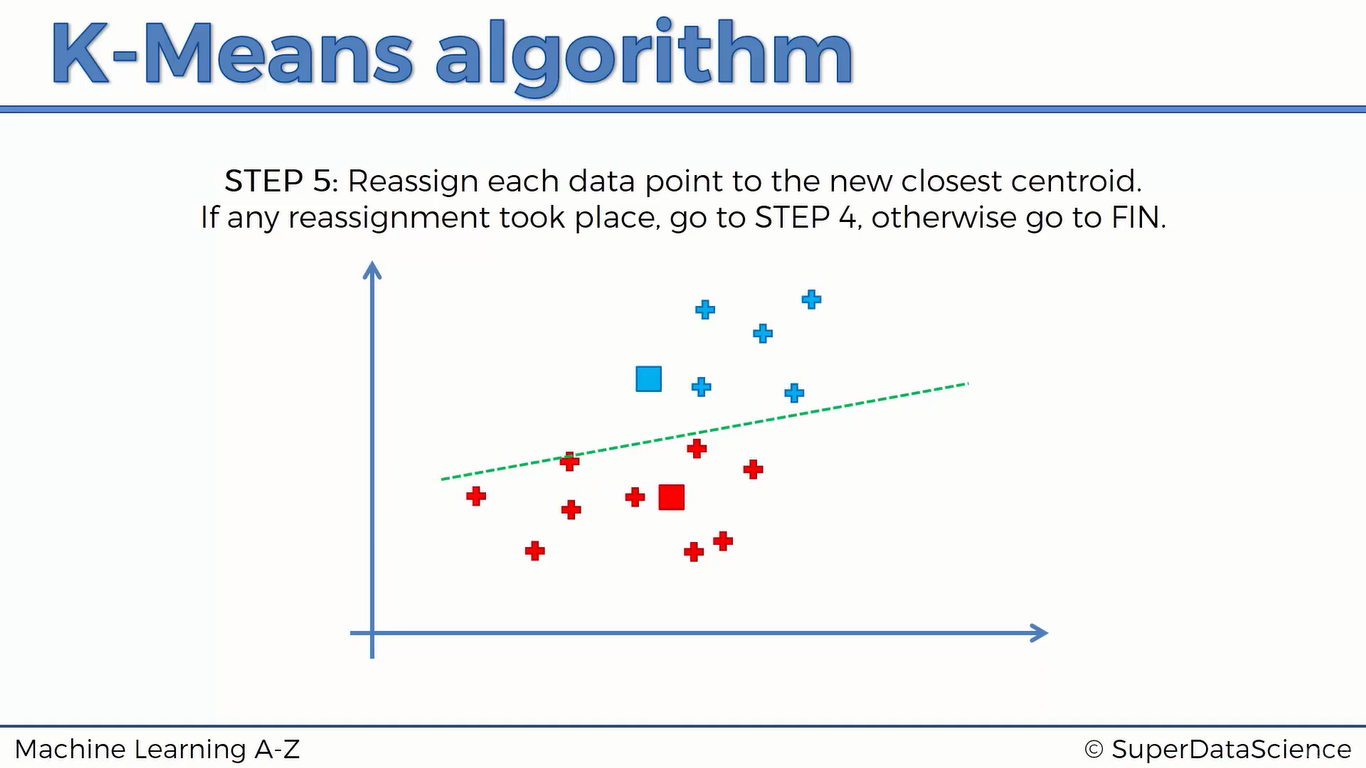 K-Means algorithm
STEP 5: Reassign each data point to the new closest centroid.
If any reassignment took place, go to STEP 4, otherwise go to FIN.
Machine Learning A-Z
© SuperDataScience